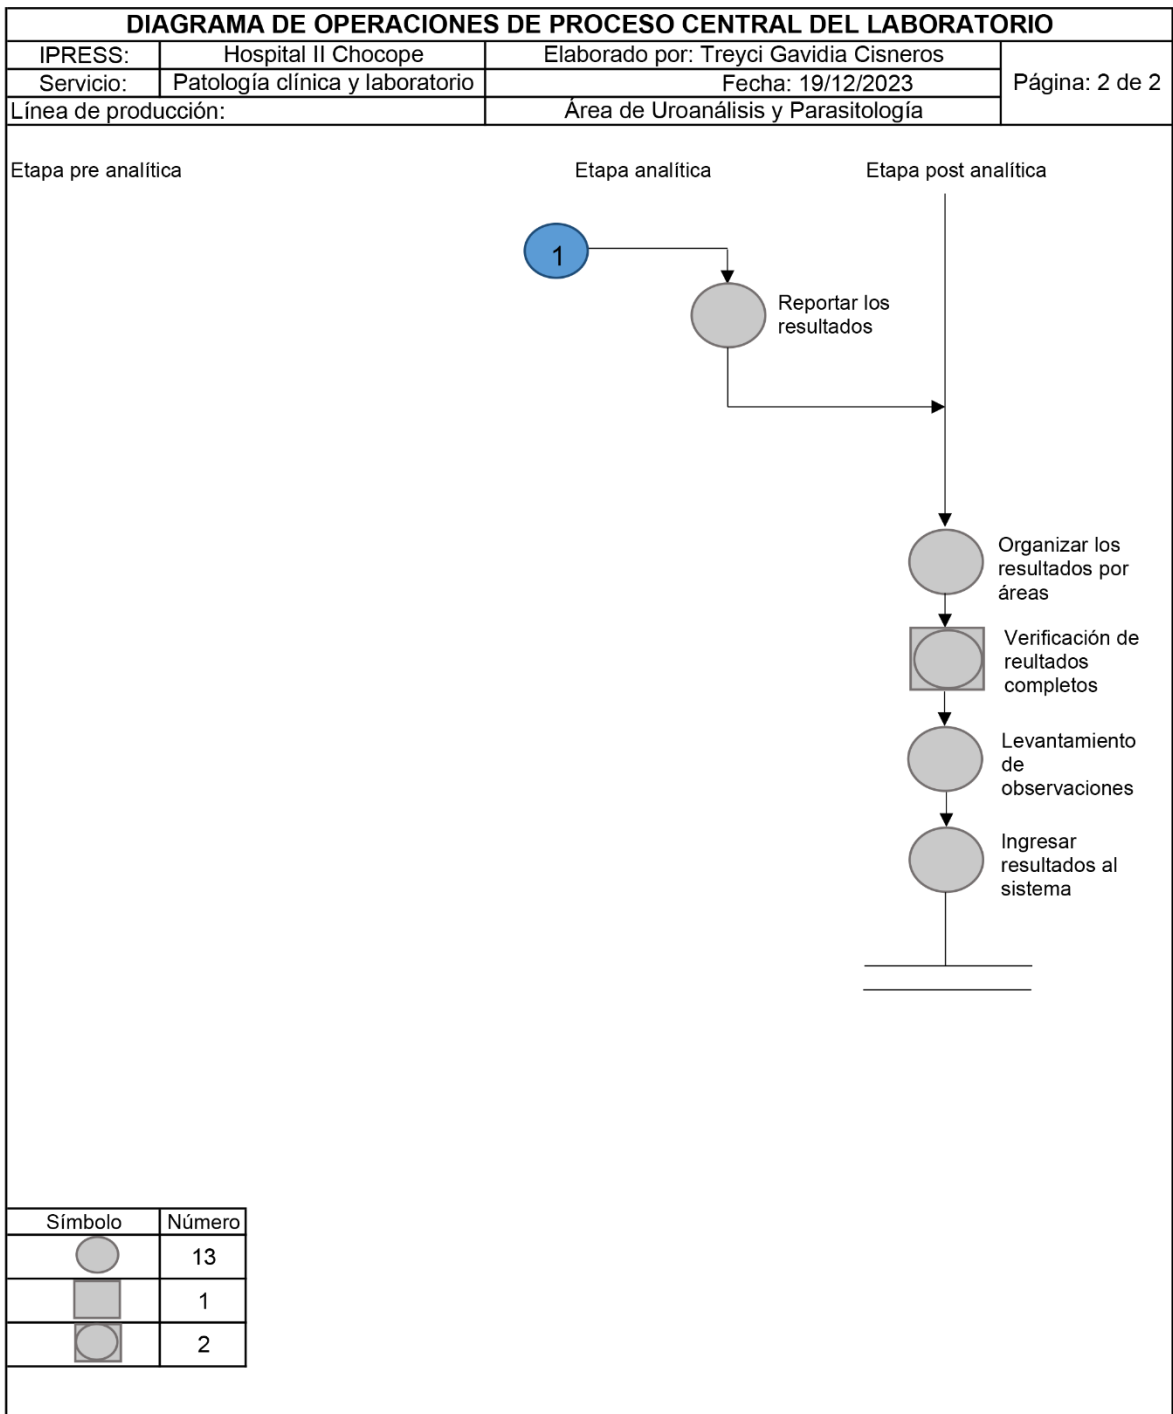 DIAGRAMA DE OPERACIONES DE PROCESO CENTRAL DEL LABORATORIO
IPRESS: Hospital II Chocope Elaborado por: Treyci Gavidia Cisneros
Servicio: Patología clínica y laboratorio Fecha: 19/12/2023 Página: 2 de 2
Línea de producción: Área de Uroanálisis y Parasitología
Etapa pre analítica Etapa analítica Etapa post analítica
1
Reportar los
resultados
Organizar los
resultados por
áreas
Verificación de
reultados
completos
Levantamiento
de
observaciones
Ingresar
resultados al
sistema
Símbolo Número
13
1
2